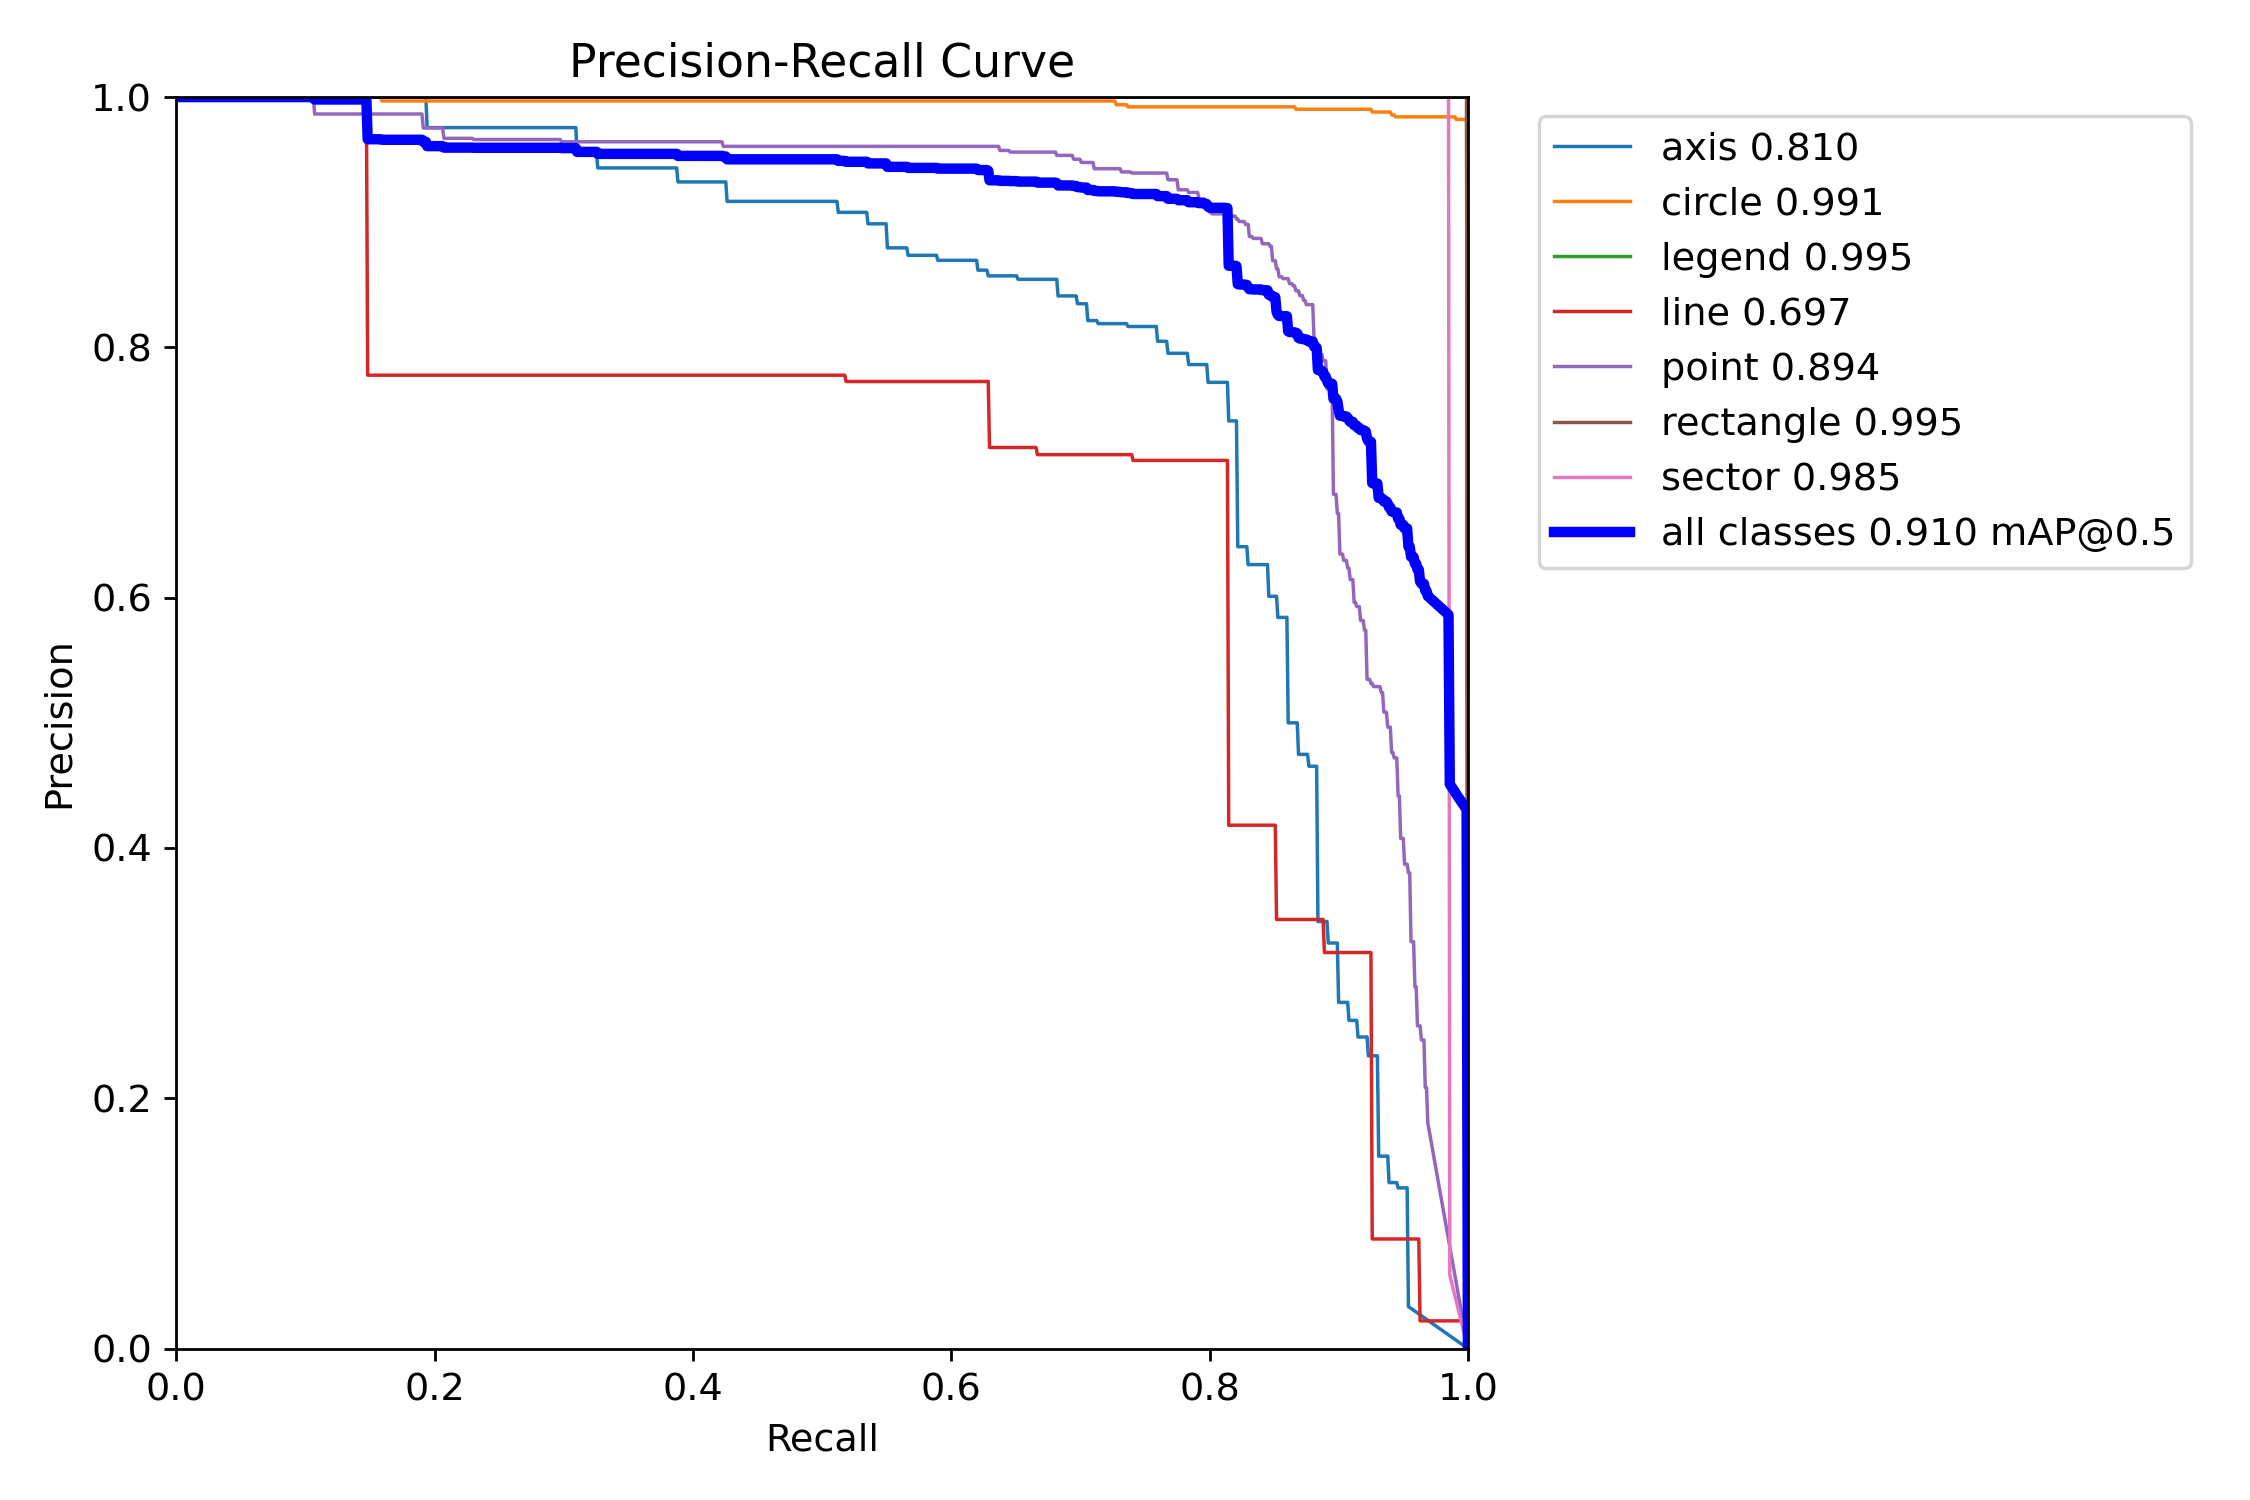 Precision-Recall Curve
1.0
0.8
0.6
0.4
0.2
0.0
Precision
0.0 0.2 0.4 0.6 0.8 1.0
Recall
axis 0.810
circle 0.991
legend 0.995
line 0.697
point 0.894
rectangle 0.995
sector 0.985
all classes 0.910 mAP@0.5